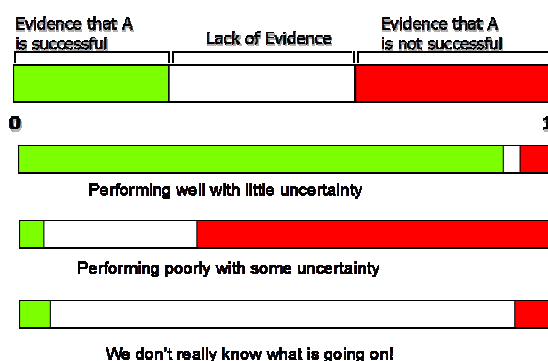 Evidence that A
is successful
Lack of Evidence
Evidence that A
is not successful
0
1
Performing well with little uncertainty
Performing poorly with some uncertainty
We don't really know what is going on!